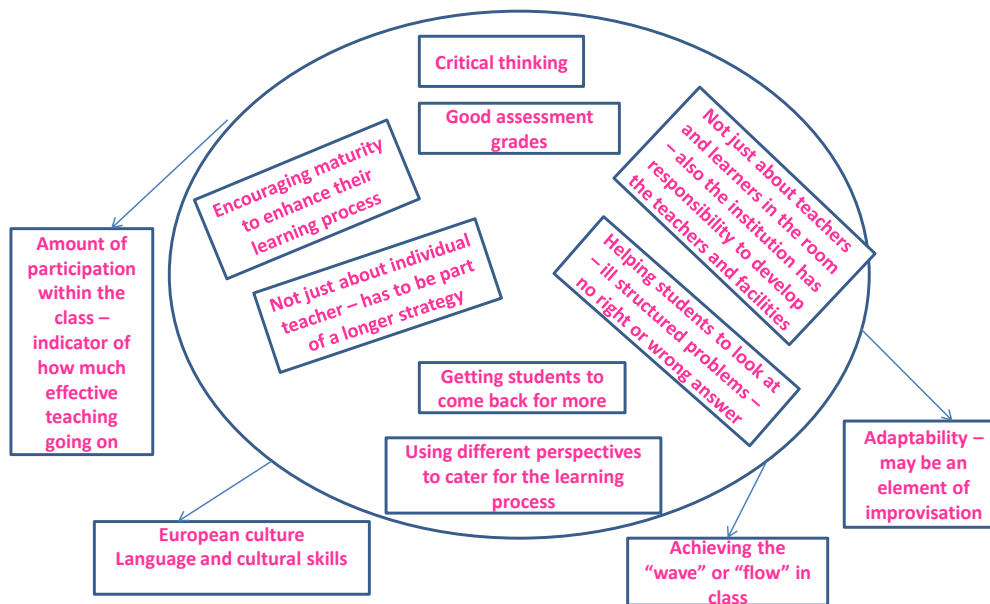 Critical thinking
Good assessment
grades
Encouraging maturity
to enhance their
learning process
Not just about teachers
and learners in the room
– also the institution has
responsibility to develop
the teachers and facilities
Not just about individual
teacher – has to be part
of a longer strategy
Helping students to look at
– ill structured problems –
no right or wrong answer
Amount of
participation
within the
class –
indicator of
how much
effective
teaching
going on
Getting students to
come back for more
Using different perspectives
to cater for the learning
process
Adaptability –
may be an
element of
improvisation
European culture
Language and cultural skills
Achieving the
“wave” or “flow” in
class